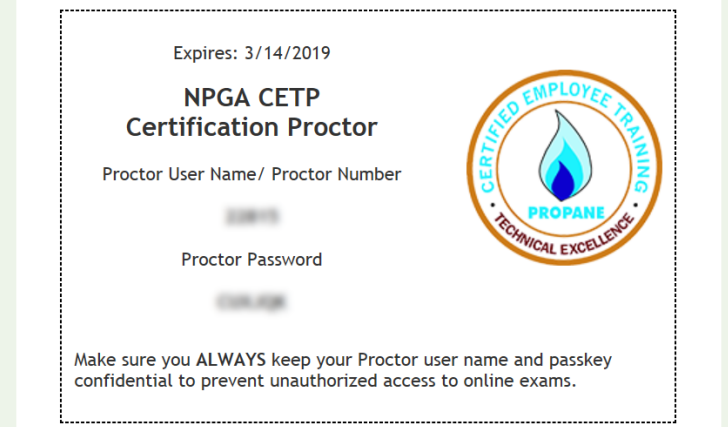 Expires: 3/14/2019
NPGA CETP
Certification Proctor
Proctor User Name/ Proctor Number
Proctor Password
Make sure you ALWAYS keep your Proctor user name and passkey
confidential to prevent unauthorized access to online exams.
CERTIFIED EMPLOYEE TRAINING
PROPANE
• TECHNICAL EXCELLENCE •